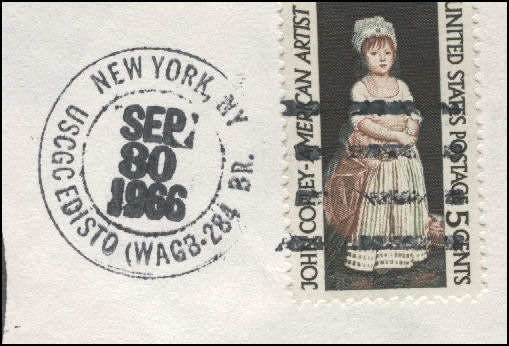 NEW YORK, NY
USCGC EDISTO (WAGB-284 BR.
SEP
30
1966
JOHN COPLEY-AMERICAN ARTIST
UNITED STATES POSTAGE 5 CENTS